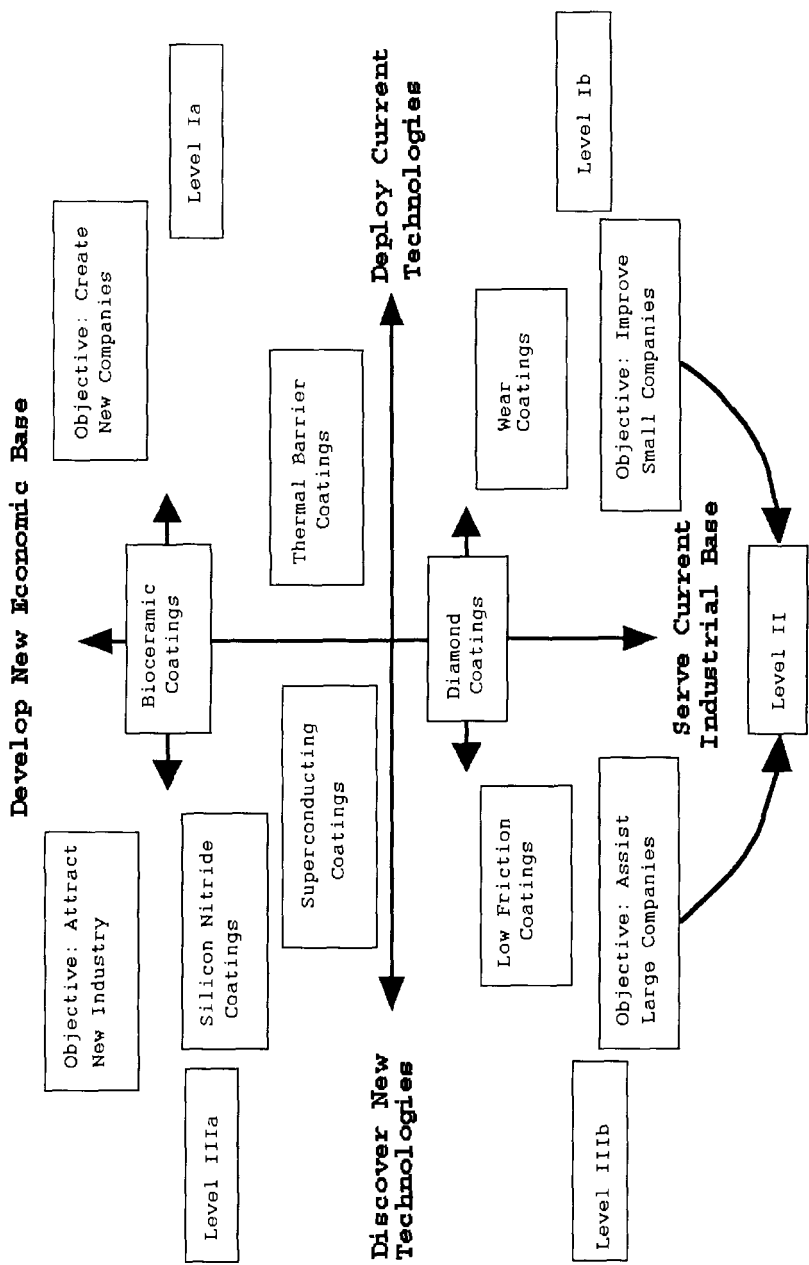 Develop New Economic Base
Objective: Attract
New Industry
Objective: Create
New Companies
Level IIIa
Silicon Nitride
Coatings
Bioceramic
Coatings
Level Ia
Superconducting
Coatings
Thermal Barrier
Coatings
Discover New
Technologies
Deploy Current
Technologies
Low Friction
Coatings
Diamond
Coatings
Wear
Coatings
Level IIIb
Objective: Assist
Large Companies
Serve Current
Industrial Base
Objective: Improve
Small Companies
Level Ib
Level II